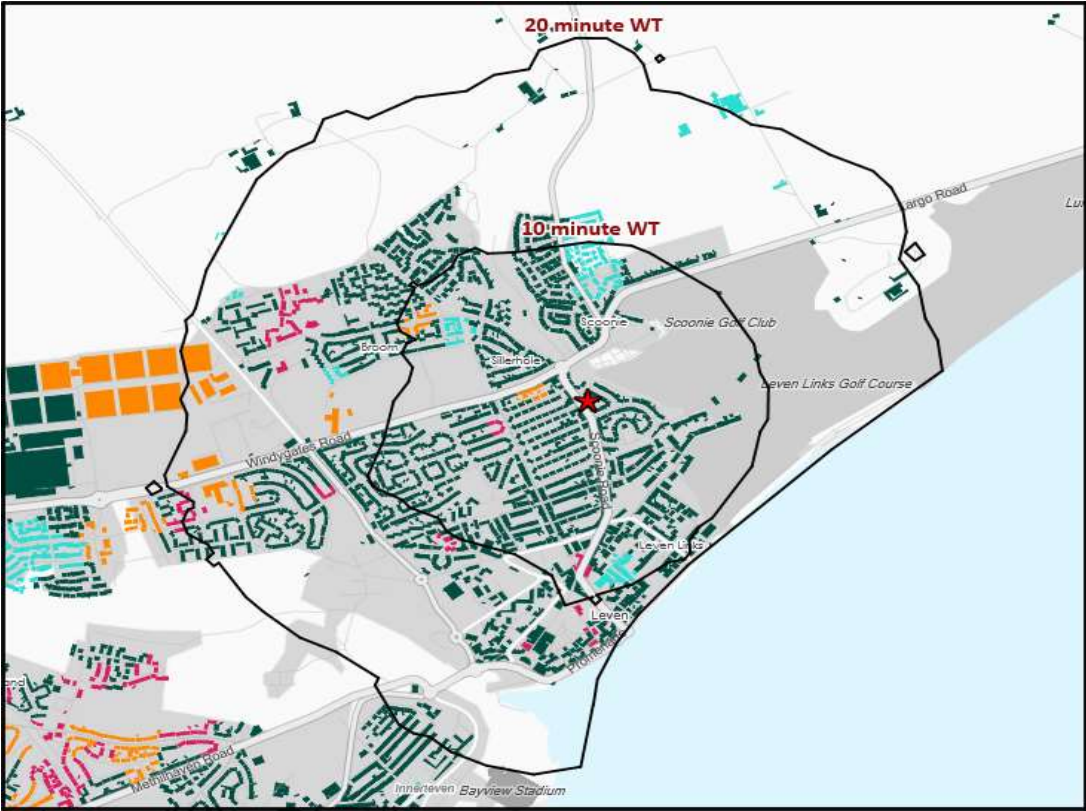 20 minute WT
Largo Road
10 minute WT
Scoonie
Scoonie Golf Club
Broom
Sillerhole
Leven Links Golf Course
Windygates Road
Scoonie Road
Leven Links
Leven
Promenade
Methilhaven Road
Innerleven
Bayview Stadium